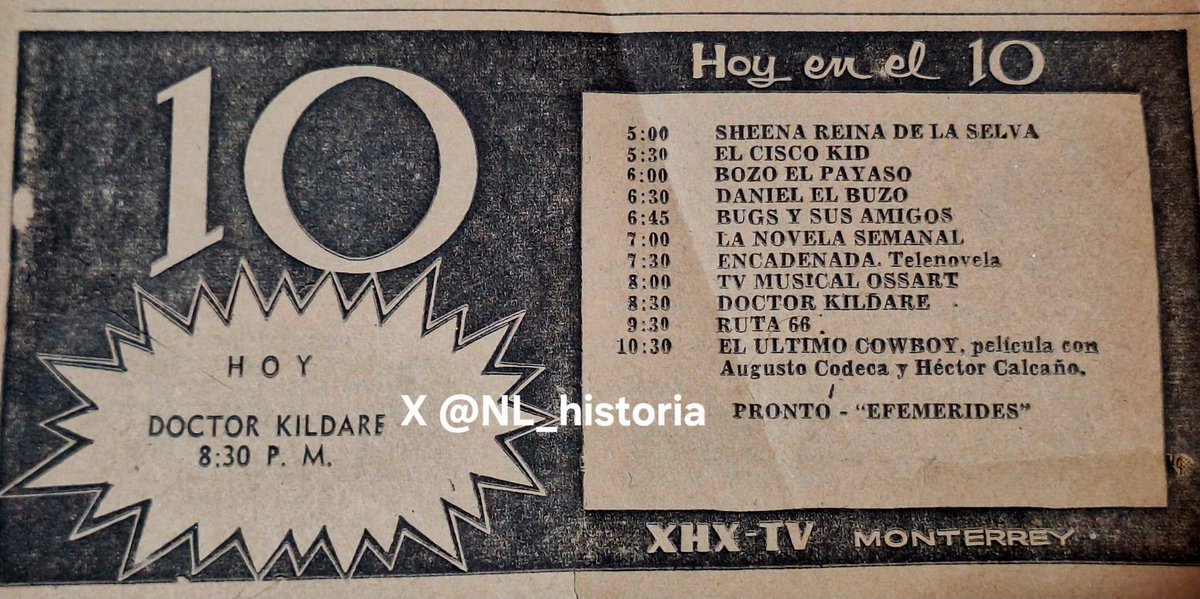 10
HOY
DOCTOR KILDARE
8:30 P. M.
Hoy en el 10
5:00 SHEENA REINA DE LA SELVA
5:30 EL CISCO KID
6:00 BOZO EL PAYASO
6:30 DANIEL EL BUZO
6:45 BUGS Y SUS AMIGOS
7:00 LA NOVELA SEMANAL
7:30 ENCADENADA. Telenovela
8:00 TV MUSICAL OSSART
8:30 DOCTOR KILDARE
9:30 RUTA 66
10:30 EL ULTIMO COWBOY, película con
Augusto Codeca y Héctor Calcaño.
PRONTO - "EFEMERIDES"
XHX-TV MONTERREY
X @NL_historia